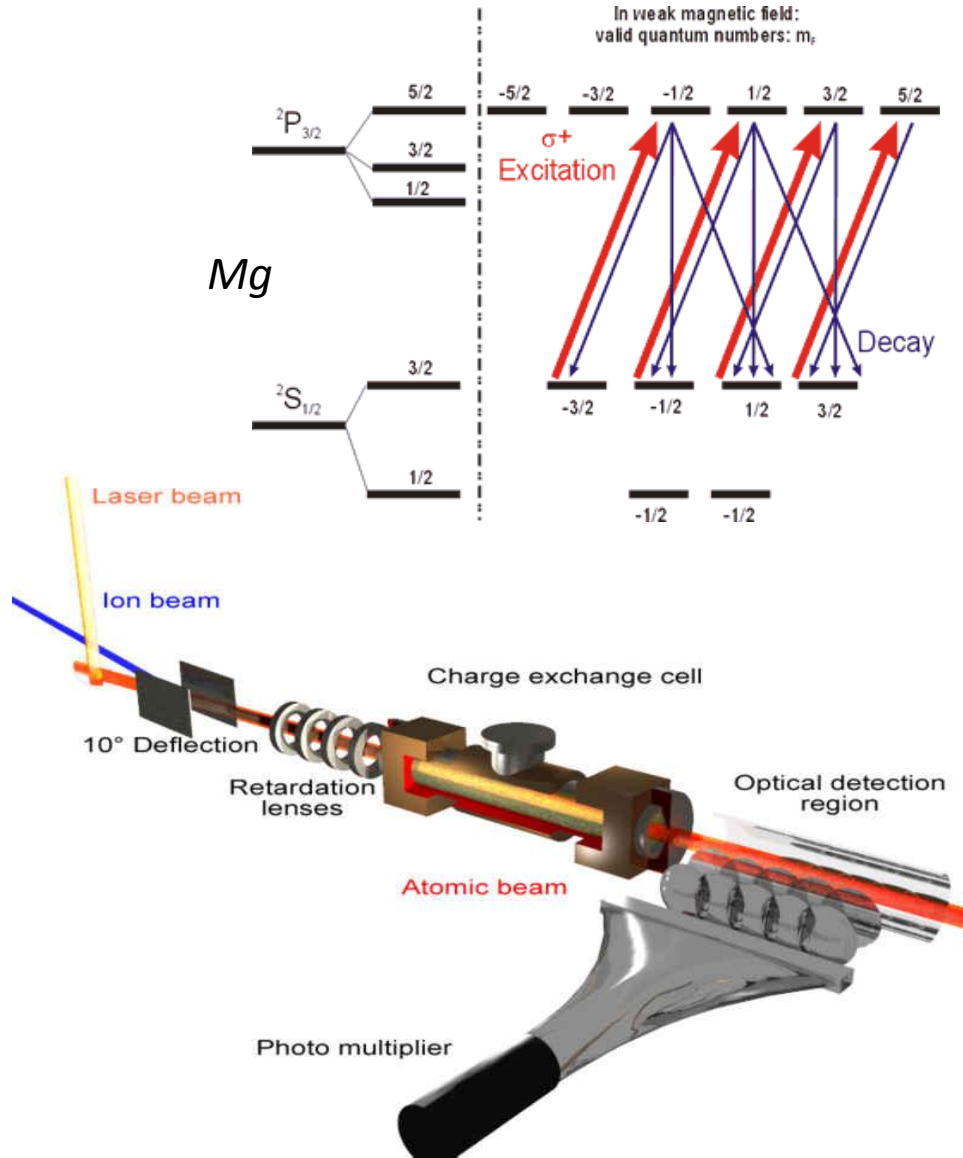 In weak magnetic field:
valid quantum numbers: mF
5/2
-5/2
-3/2
-1/2
1/2
3/2
5/2
²P3/2
σ+
3/2
Excitation
1/2
Mg
Decay
3/2
²S1/2
-3/2
-1/2
1/2
3/2
1/2
-1/2
-1/2
Laser beam
Ion beam
Charge exchange cell
10° Deflection
Retardation
lenses
Optical detection
region
Atomic beam
Photo multiplier